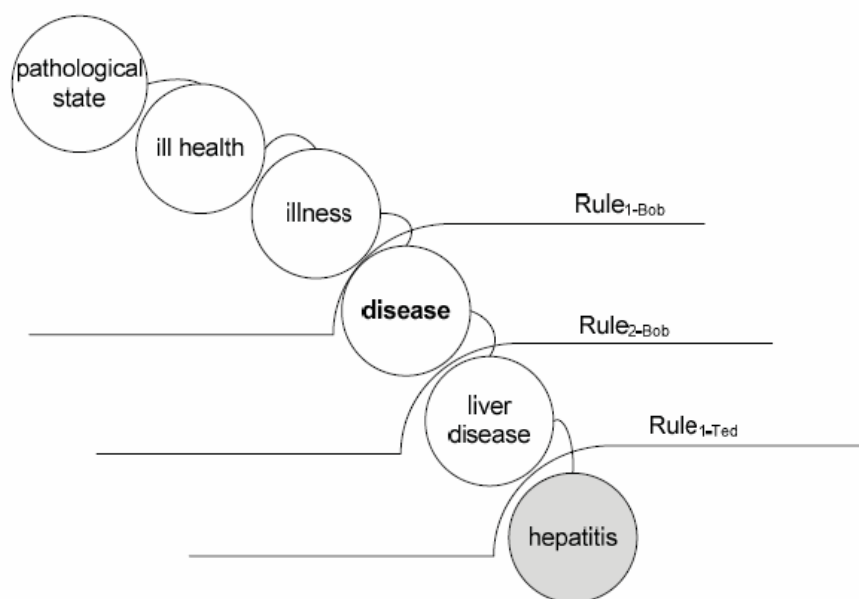 pathological
state
ill health
illness
Rule1-Bob
disease
Rule2-Bob
liver
disease
Rule1-Ted
hepatitis